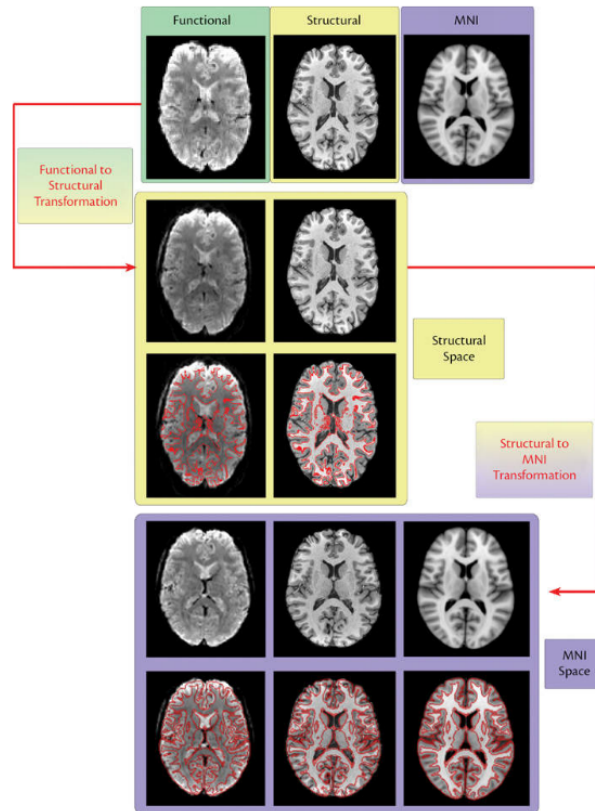 Functional
Structural
MNI
Functional to
Structural
Transformation
Structural
Space
Structural to
MNI
Transformation
MNI
Space